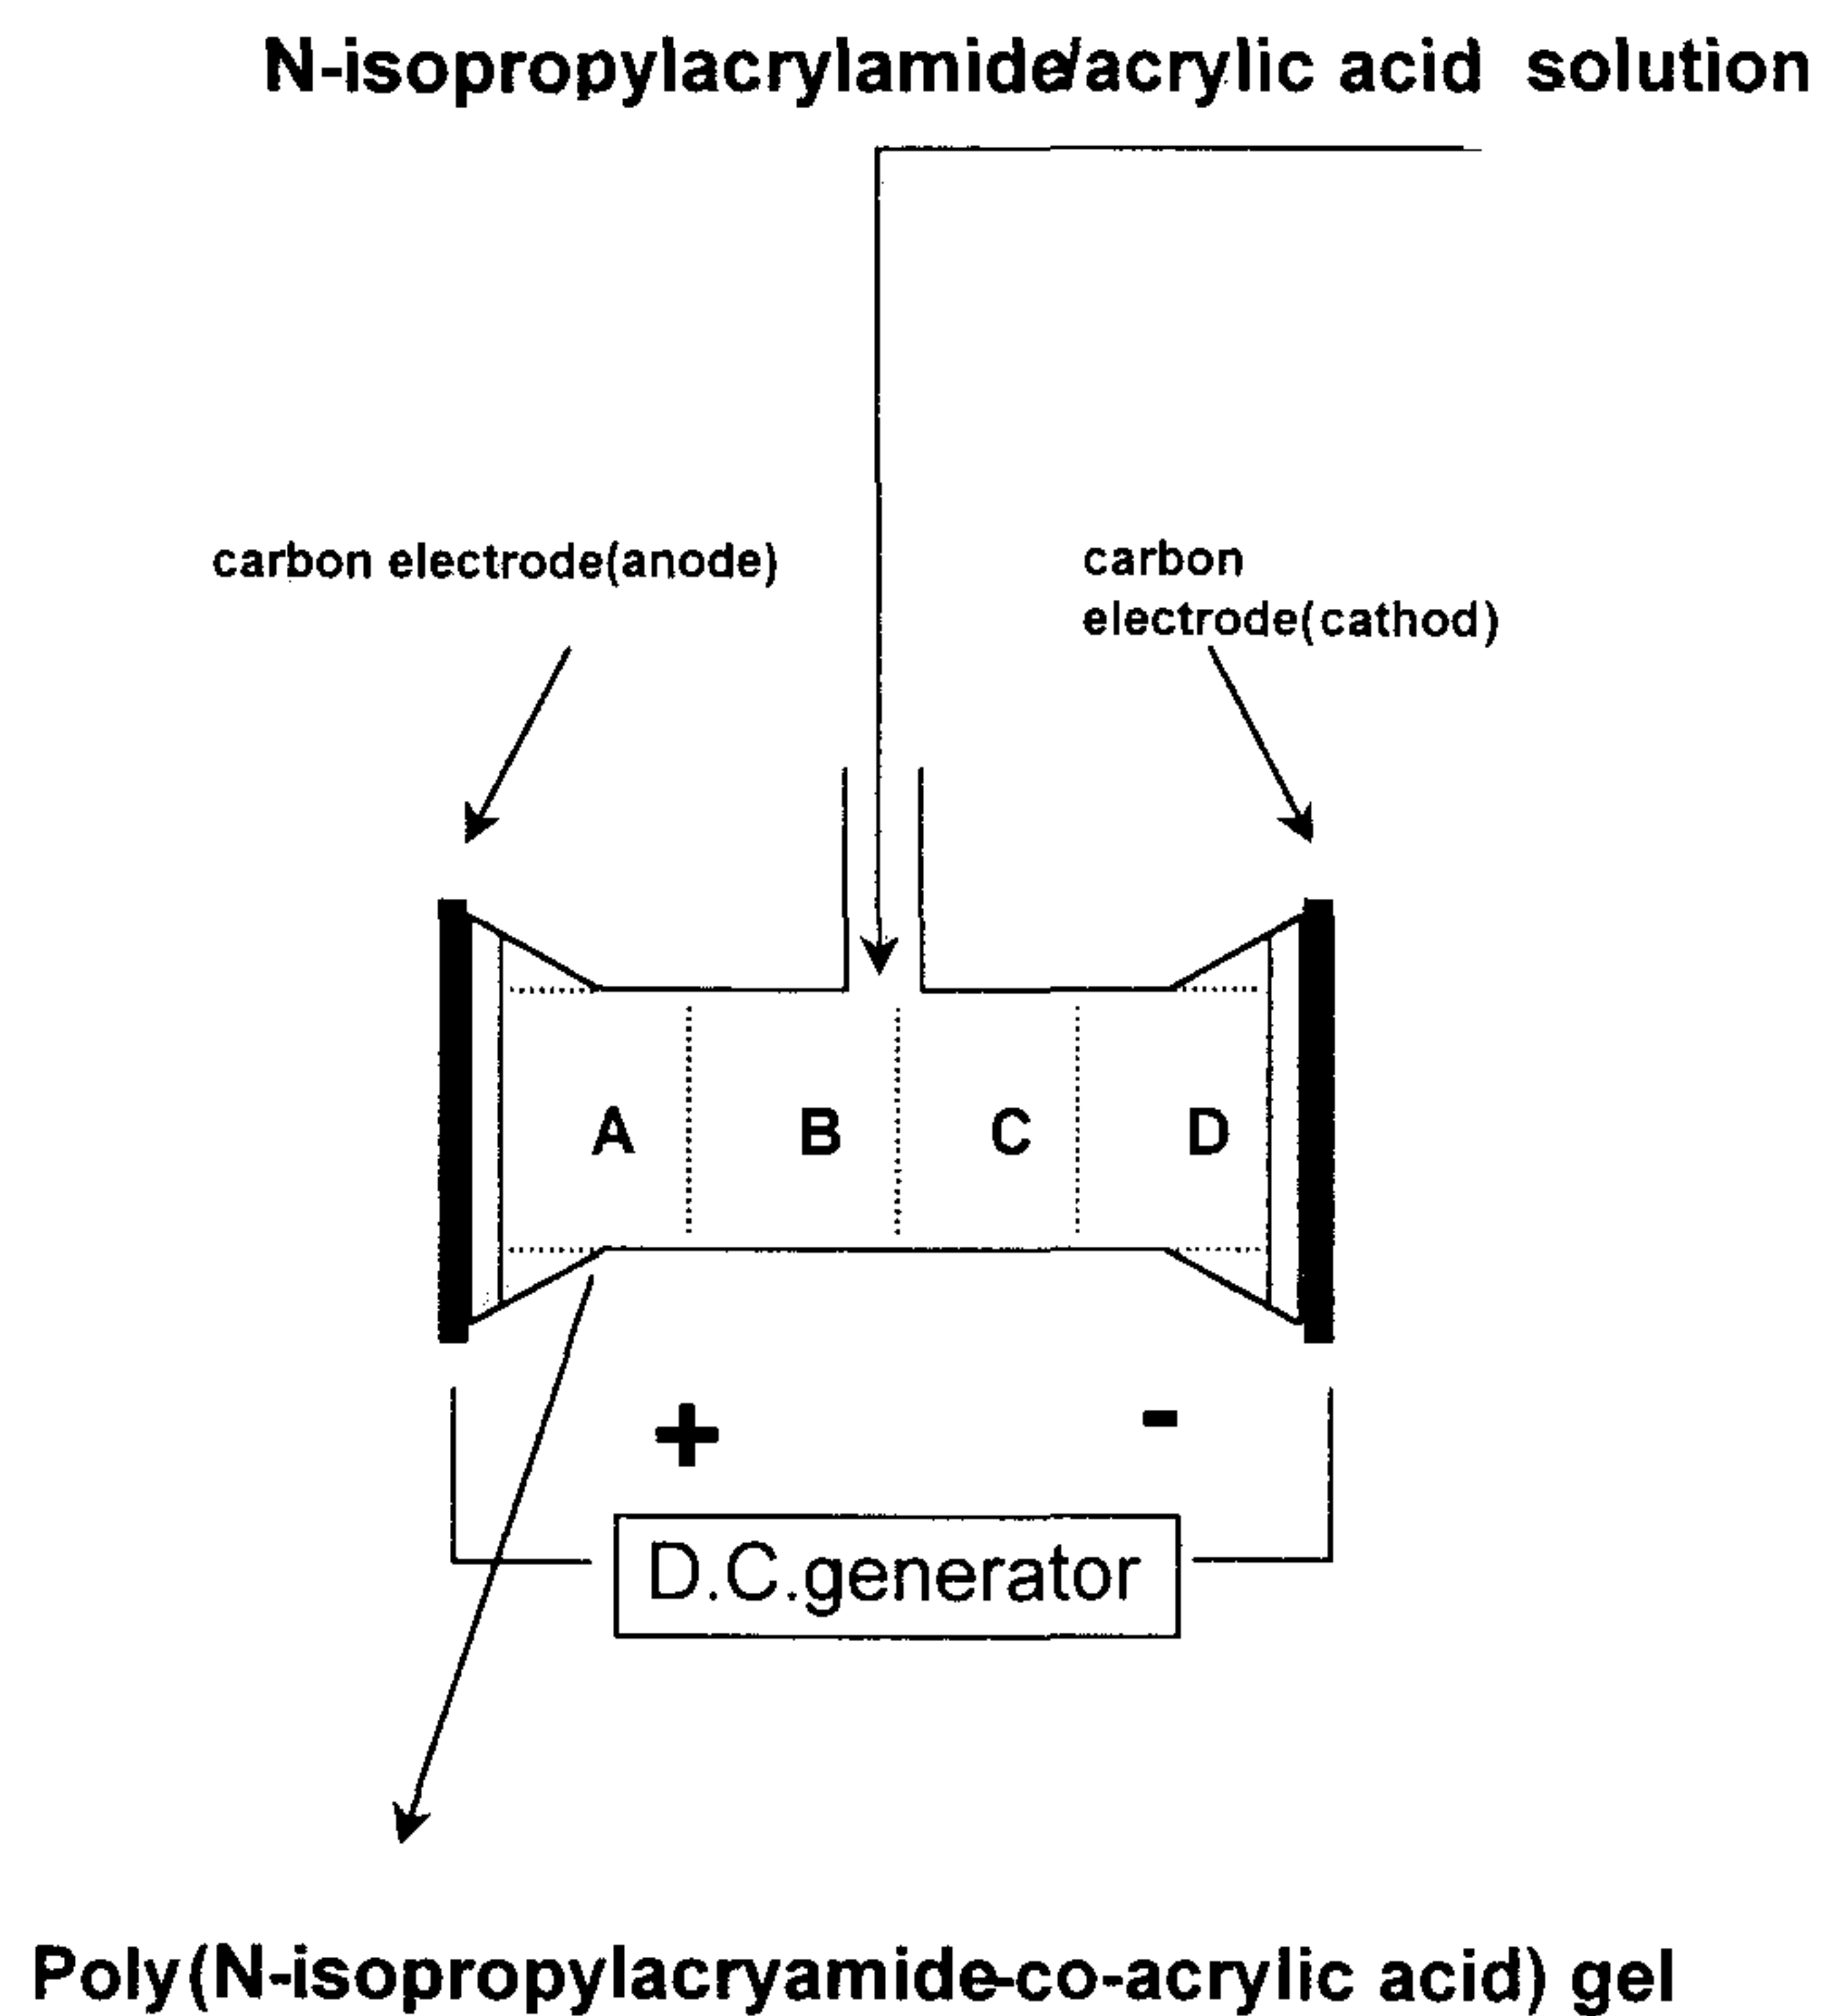 N-isopropylacrylamide/acrylic acid solution
carbon electrode(anode)
carbon
electrode(cathod)
A B C D
+ -
D.C.generator
Poly(N-isopropylacryamide-co-acrylic acid) gel